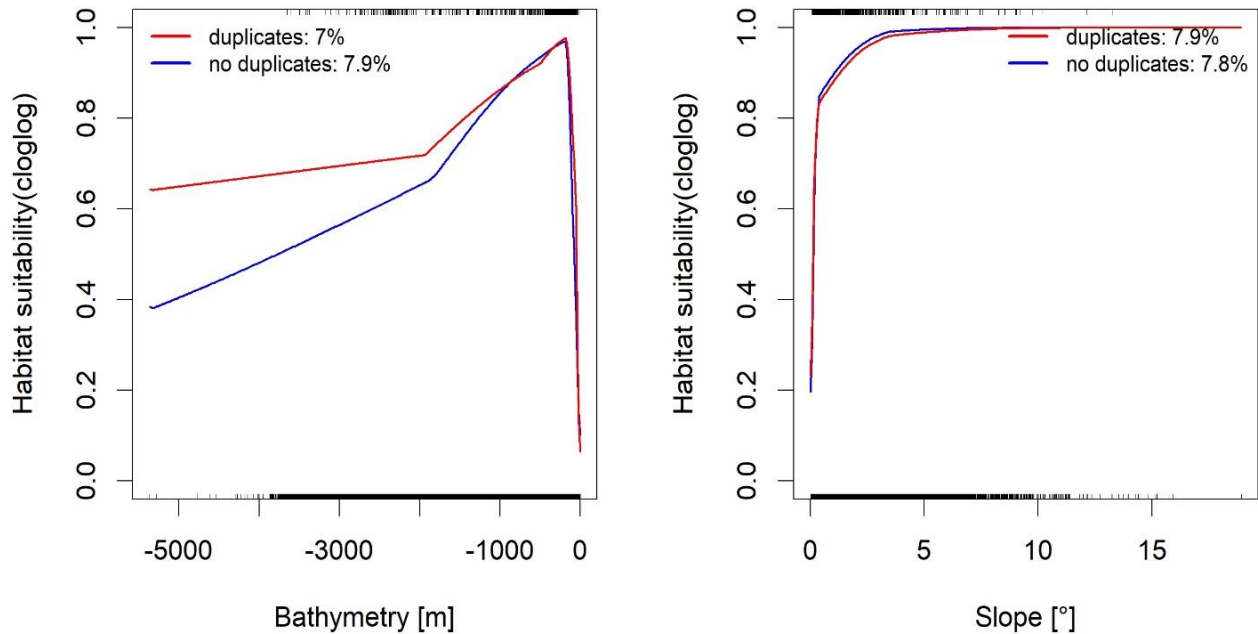 Habitat suitability(cloglog)
1.0
0.8
0.6
0.4
0.2
0.0
duplicates: 7%
no duplicates: 7.9%
-5000 -3000 -1000 0
Bathymetry [m]
Habitat suitability(cloglog)
1.0
0.8
0.6
0.4
0.2
0.0
duplicates: 7.9%
no duplicates: 7.8%
0 5 10 15
Slope [°]